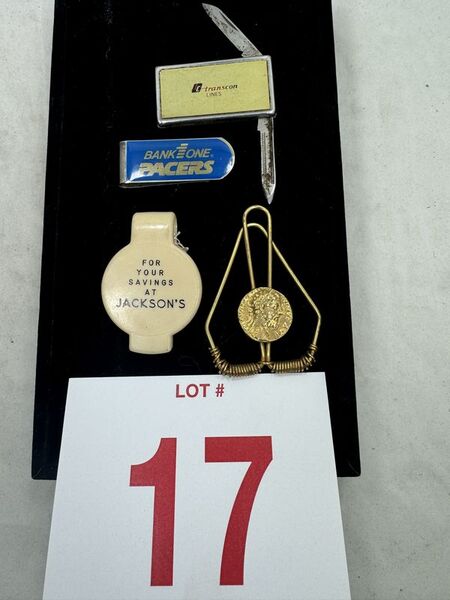 transcon
LINES
BANK ONE
PACERS
FOR
YOUR
SAVINGS
AT
JACKSON'S
LOT #
17